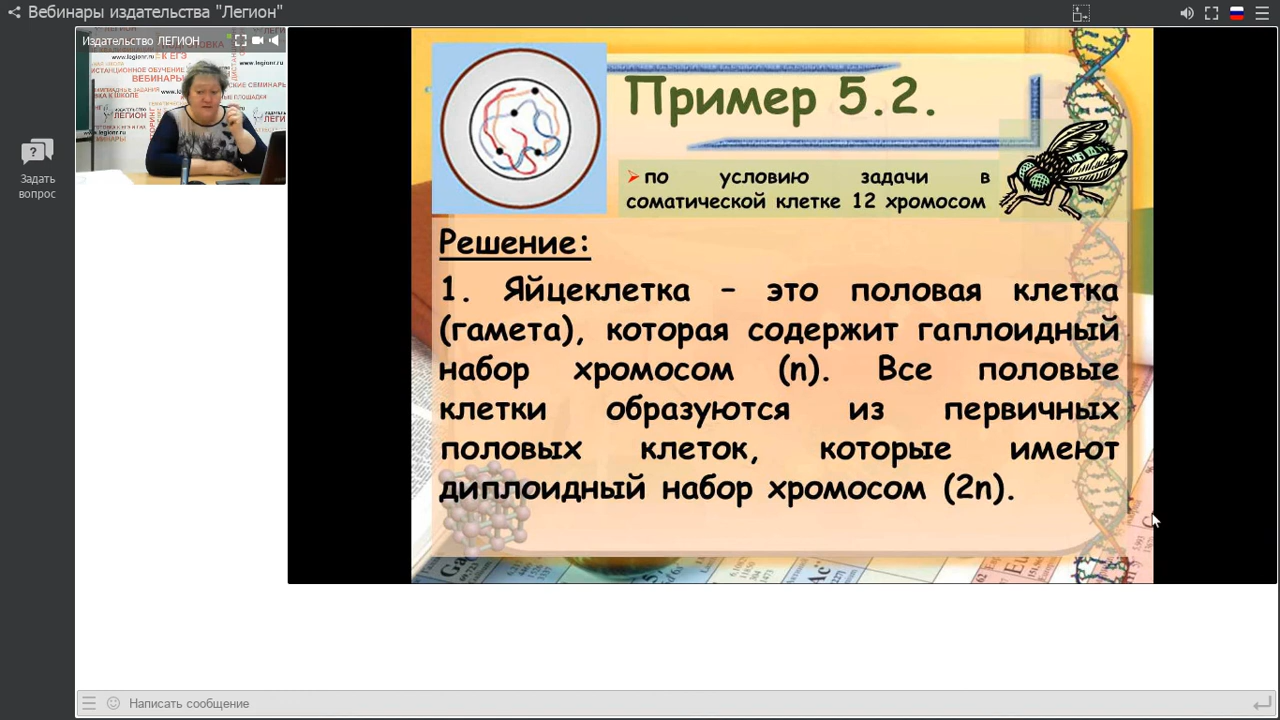 Вебинары издательства "Легион"
Издательство ЛЕГИОН
Задать
вопрос
Пример 5.2.
по условию задачи в
соматической клетке 12 хромосом
Решение:
1. Яйцеклетка – это половая клетка
(гамета), которая содержит гаплоидный
набор хромосом (n). Все половые
клетки образуются из первичных
половых клеток, которые имеют
диплоидный набор хромосом (2n).
Написать сообщение